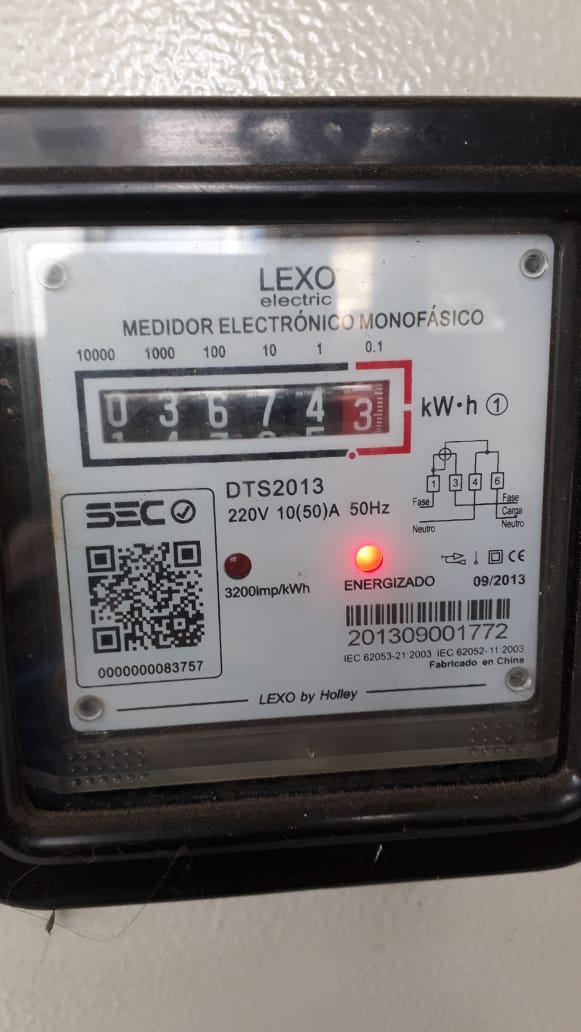 LEXO
electric
MEDIDOR ELECTRÓNICO MONOFÁSICO
10000 1000 100 10 1 0.1
0 3 6 7 4 3
kW·h ①
DTS2013
220V 10(50)A 50Hz
1 3 4 6
Fase
Neutro
Fase
Carga
Neutro
SEC
0000000083757
3200imp/kWh
ENERGIZADO
CE
09/2013
201309001772
IEC 62053-21:2003 IEC 62052-11:2003
Fabricado en China
LEXO by Holley